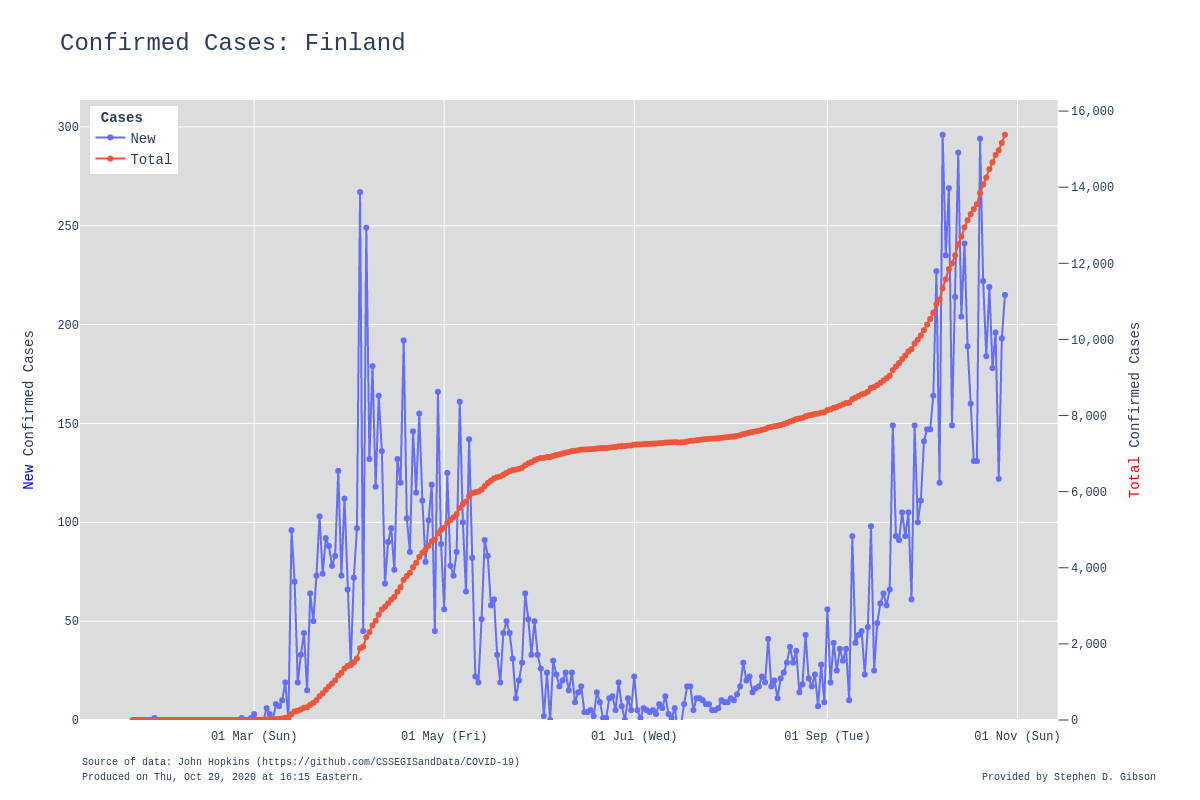 Confirmed Cases: Finland
Cases
New
Total
300
250
200
150
100
50
0
16,000
14,000
12,000
10,000
8,000
6,000
4,000
2,000
0
New Confirmed Cases
Total Confirmed Cases
01 Mar (Sun)
01 May (Fri)
01 Jul (Wed)
01 Sep (Tue)
01 Nov (Sun)
Source of data: John Hopkins (https://github.com/CSSEGISandData/COVID-19)
Produced on Thu, Oct 29, 2020 at 16:15 Eastern.
Provided by Stephen D. Gibson